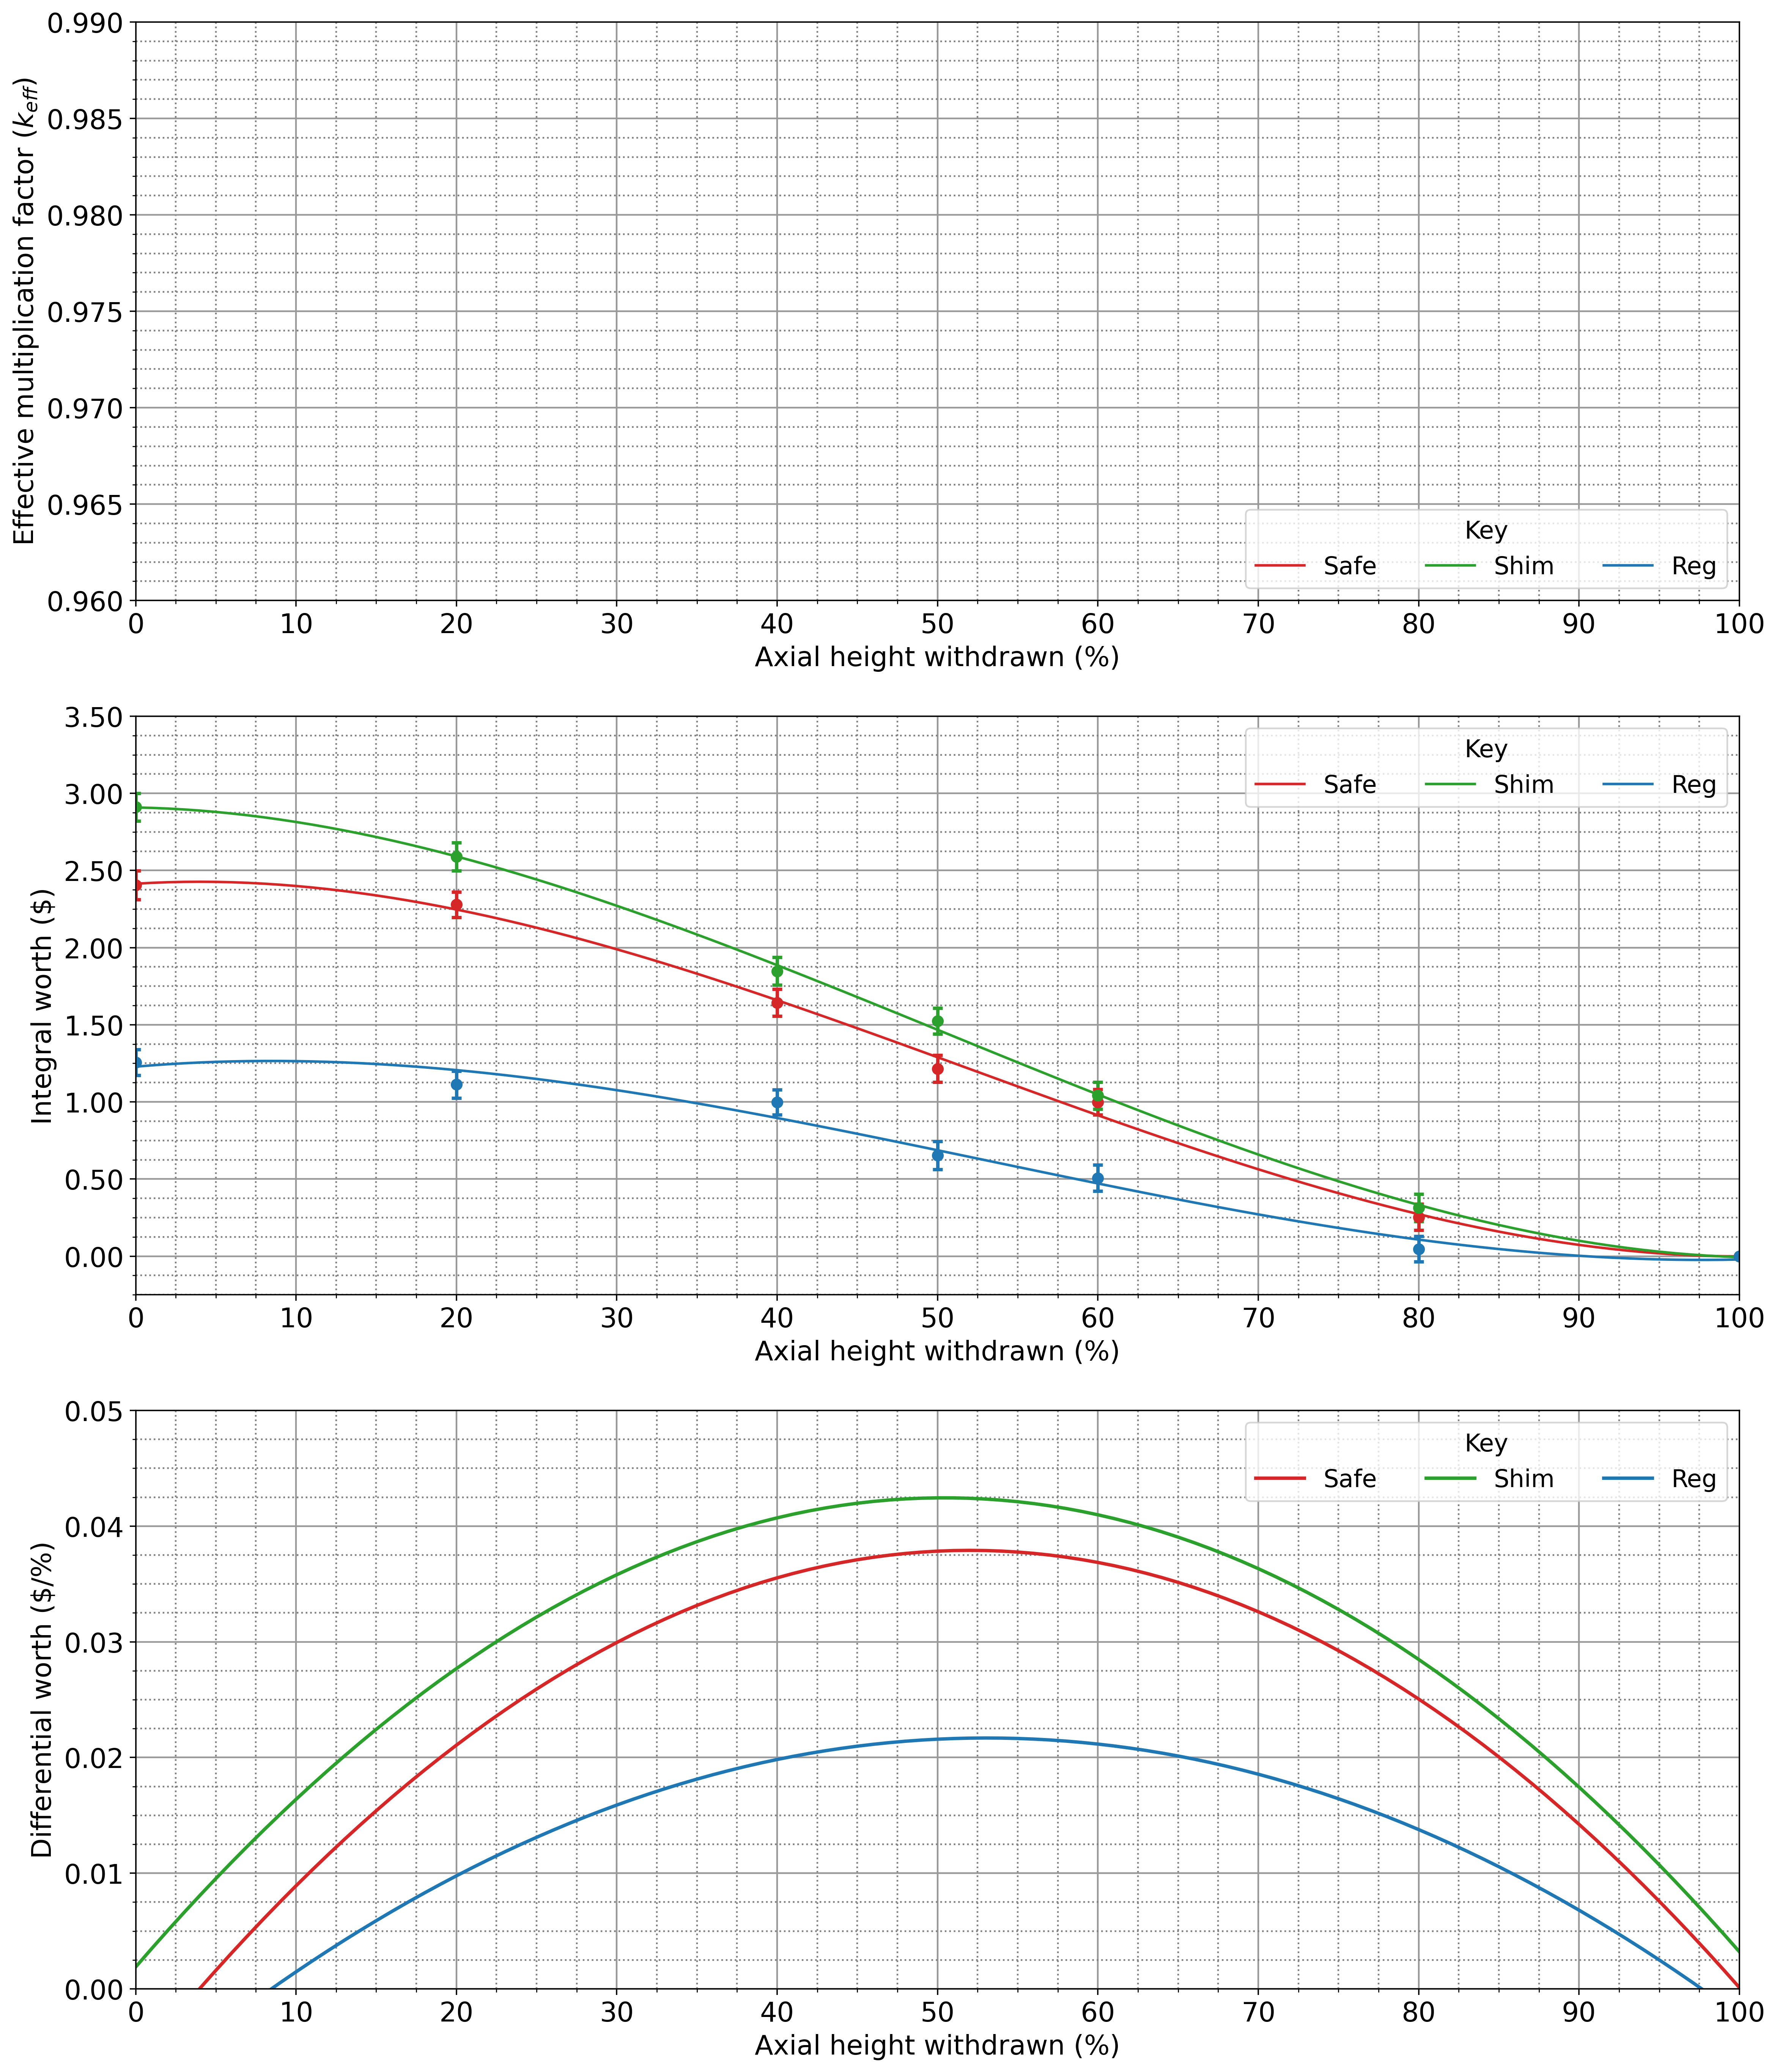 0.990
0.985
0.980
0.975
0.970
0.965
0.960
Effective multiplication factor (k_eff)
Key
Safe Shim Reg
0 10 20 30 40 50 60 70 80 90 100
Axial height withdrawn (%)
3.50
3.00
2.50
2.00
1.50
1.00
0.50
0.00
Integral worth ($)
Key
Safe Shim Reg
0 10 20 30 40 50 60 70 80 90 100
Axial height withdrawn (%)
0.05
0.04
0.03
0.02
0.01
0.00
Differential worth ($/%)
Key
Safe Shim Reg
0 10 20 30 40 50 60 70 80 90 100
Axial height withdrawn (%)